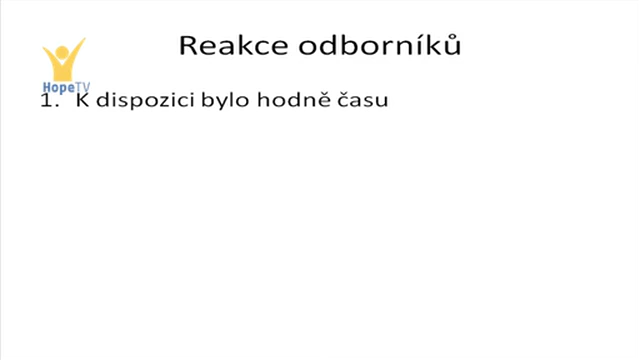 Reakce odborníků
HopeTV
1. K dispozici bylo hodně času